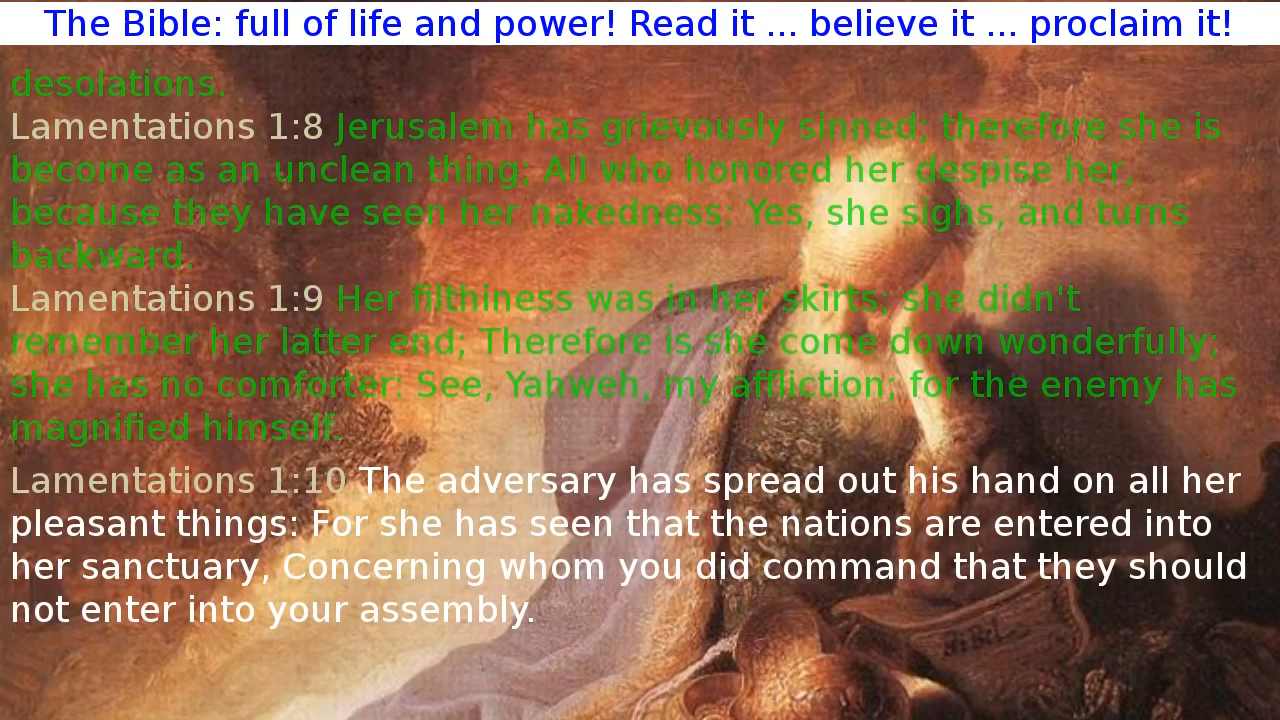 The Bible: full of life and power! Read it ... believe it ... proclaim it!
desolations.
Lamentations 1:8 Jerusalem has grievously sinned; therefore she is
become as an unclean thing; All who honored her despise her,
because they have seen her nakedness: Yes, she sighs, and turns
backward.
Lamentations 1:9 Her filthiness was in her skirts; she didn't
remember her latter end; Therefore is she come down wonderfully;
she has no comforter: See, Yahweh, my affliction; for the enemy has
magnified himself.
Lamentations 1:10 The adversary has spread out his hand on all her
pleasant things: For she has seen that the nations are entered into
her sanctuary, Concerning whom you did command that they should
not enter into your assembly.
BiBeL